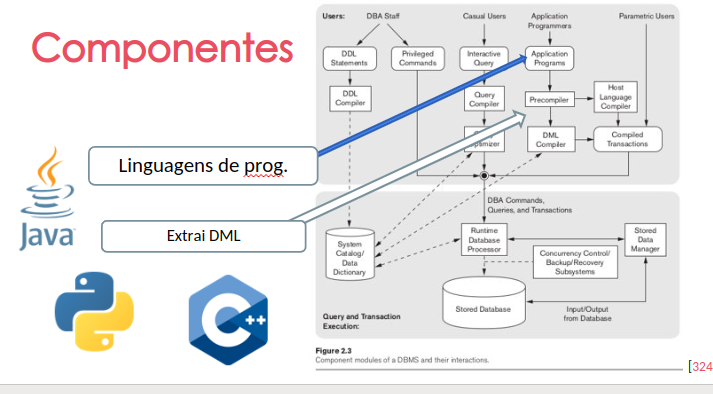 Componentes
Linguagens de prog.
Extrai DML
Java
C++
Users:
DBA Staff
Casual Users
Application
Programmers
Parametric Users
DDL
Statements
Privileged
Commands
Interactive
Query
Application
Programs
DDL
Compiler
Query
Compiler
Precompiler
Host
Language
Compiler
DML
Compiler
Compiled
Transactions
DBA Commands,
Queries, and Transactions
System
Catalog/
Data
Dictionary
Runtime
Database
Processor
Stored
Data
Manager
Concurrency Control/
Backup/Recovery
Subsystems
Stored Database
Input/Output
from Database
Query and Transaction
Execution:
Figure 2.3
Component modules of a DBMS and their interactions.
[324